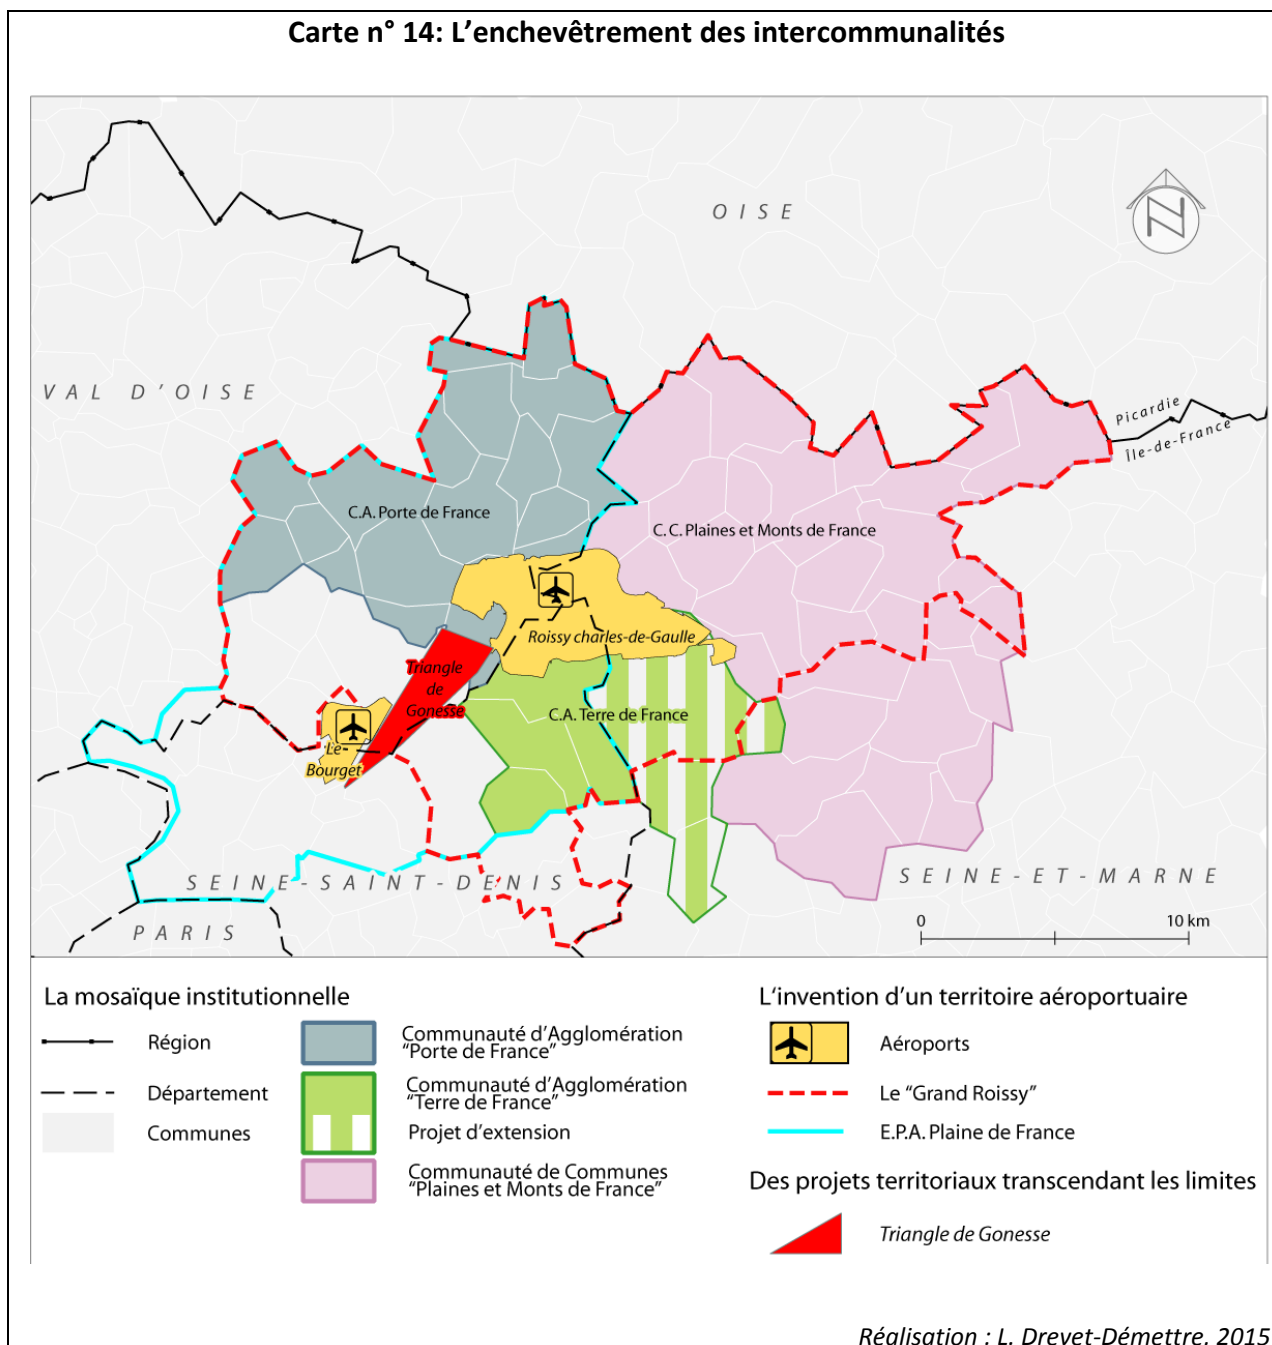 Carte n° 14: L’enchevêtrement des intercommunalités
N
OISE
VAL D’OISE
Picardie
Île-de-France
C.A. Porte de France
C.C. Plaines et Monts de France
Roissy charles-de-Gaulle
Triangle
de
Gonesse
C.A. Terre de France
Le
Bourget
SEINE-SAINT-DENIS
SEINE-ET-MARNE
PARIS
0
10 km
La mosaïque institutionnelle
Région
Département
Communes
Communauté d’Agglomération
“Porte de France”
Communauté d’Agglomération
“Terre de France”
Projet d’extension
Communauté de Communes
“Plaines et Monts de France”
L‘invention d’un territoire aéroportuaire
Aéroports
Le “Grand Roissy”
E.P.A. Plaine de France
Des projets territoriaux transcendant les limites
Triangle de Gonesse
Réalisation : L. Drevet-Démettre, 2015